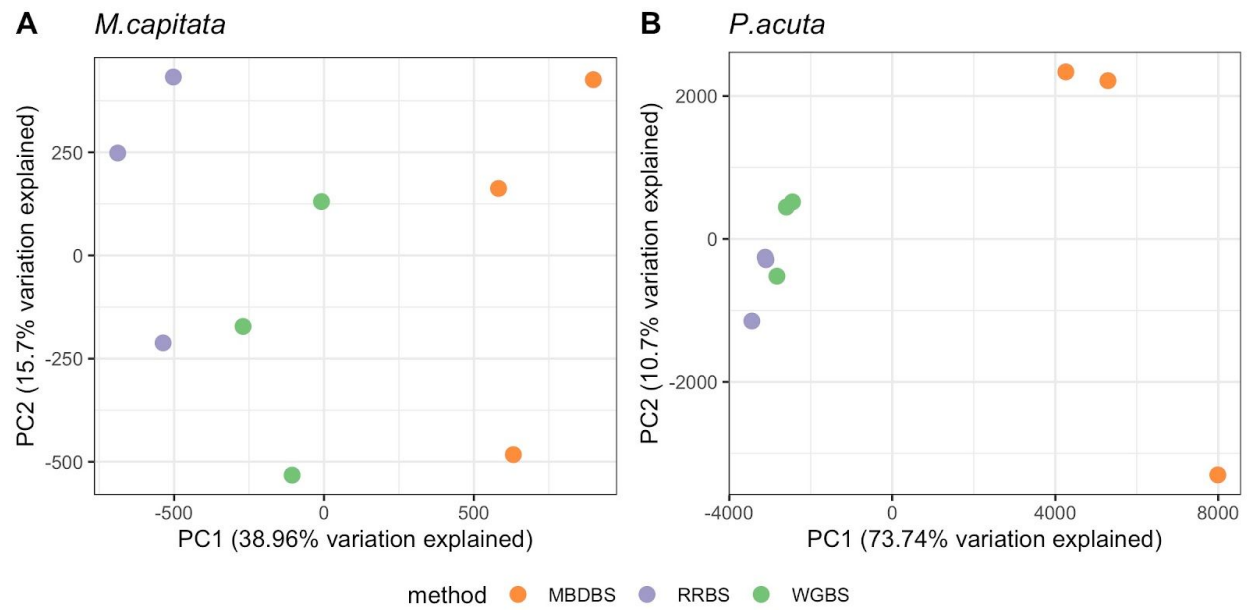 A M.capitata
PC2 (15.7% variation explained)
250
0
-250
-500
-500 0 500
PC1 (38.96% variation explained)
B P.acuta
PC2 (10.7% variation explained)
2000
0
-2000
-4000 0 4000 8000
PC1 (73.74% variation explained)
method MBDBS RRBS WGBS